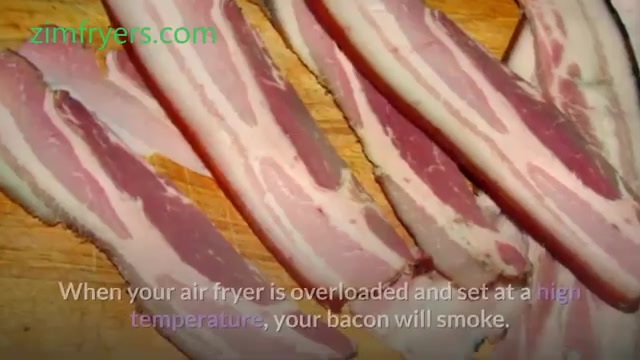 zimfryers.com
When your air fryer is overloaded and set at a high
temperature, your bacon will smoke.